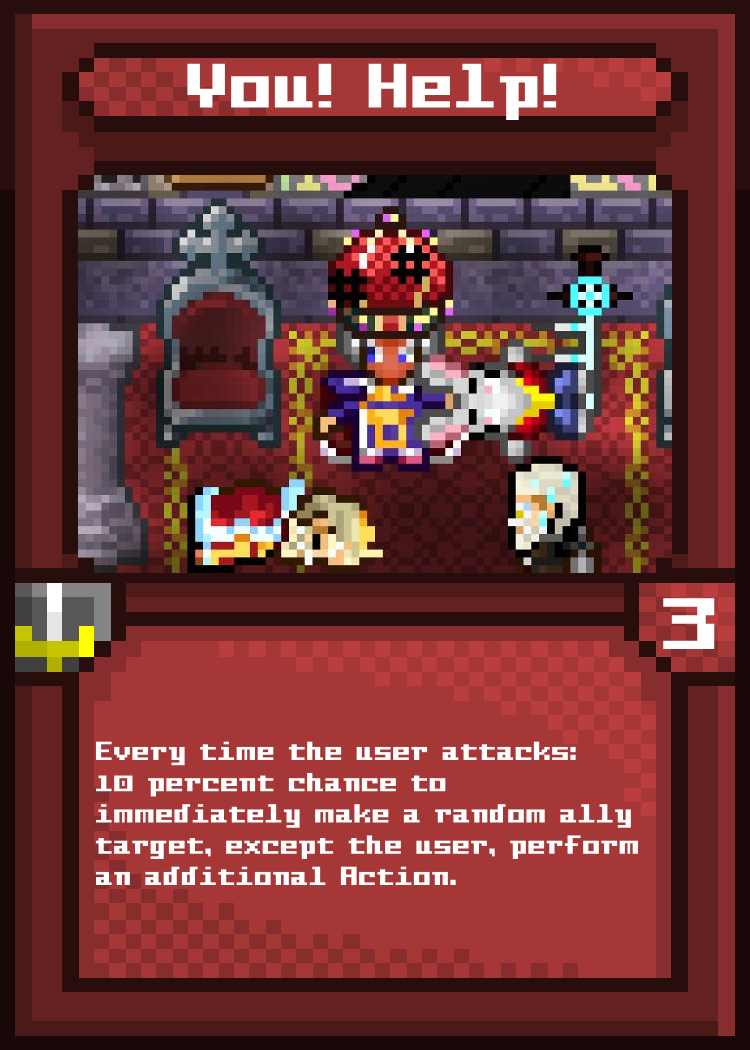 You! Help!
3
Every time the user attacks:
10 percent chance to
immediately make a random ally
target, except the user, perform
an additional Action.